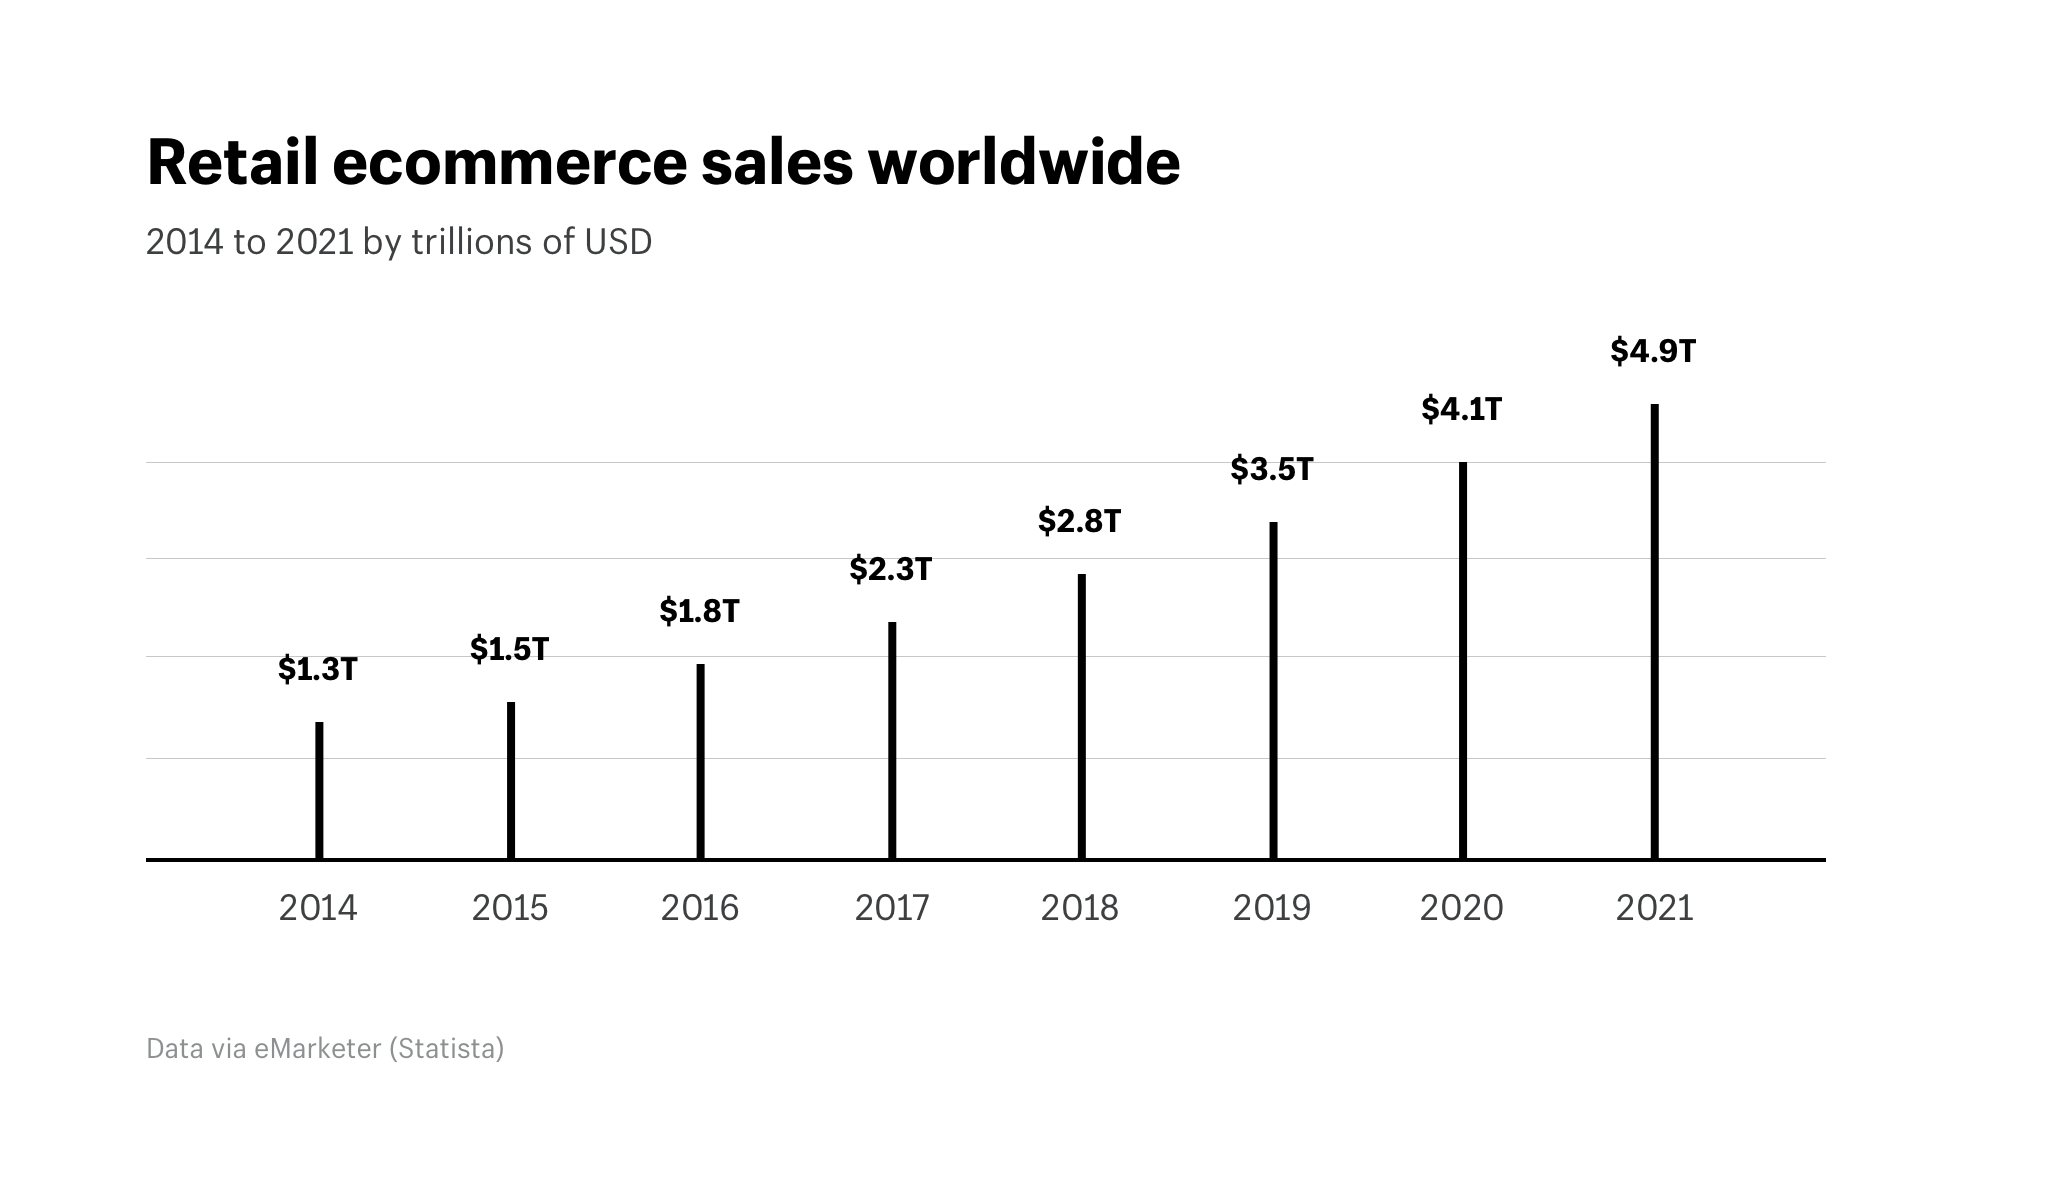 Retail ecommerce sales worldwide
2014 to 2021 by trillions of USD
$1.3T
$1.5T
$1.8T
$2.3T
$2.8T
$3.5T
$4.1T
$4.9T
2014 2015 2016 2017 2018 2019 2020 2021
Data via eMarketer (Statista)